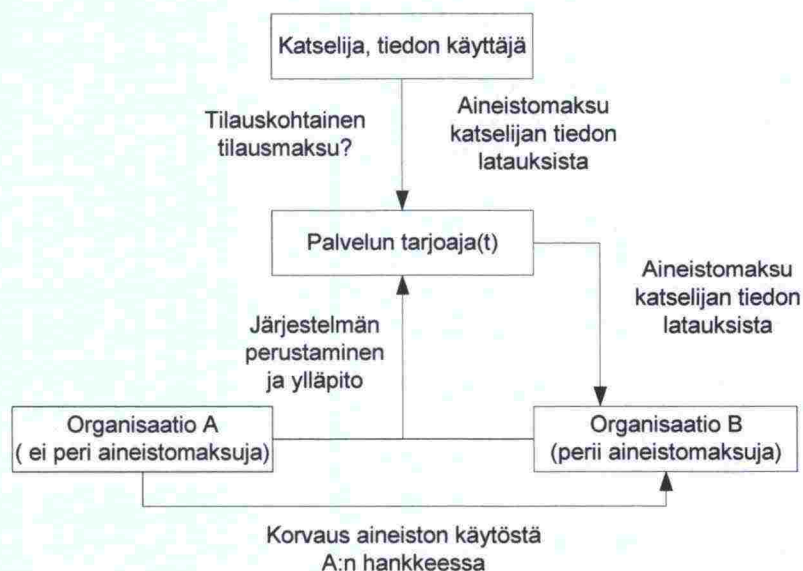 Katselija, tiedon käyttäjä
Tilauskohtainen
tilausmaksu?
Aineistomaksu
katselijan tiedon
latauksista
Palvelun tarjoaja(t)
Aineistomaksu
katselijan tiedon
latauksista
Järjestelmän
perustaminen
ja ylläpito
Organisaatio A
( ei peri aineistomaksuja)
Organisaatio B
(perii aineistomaksuja)
Korvaus aineiston käytöstä
A:n hankkeessa